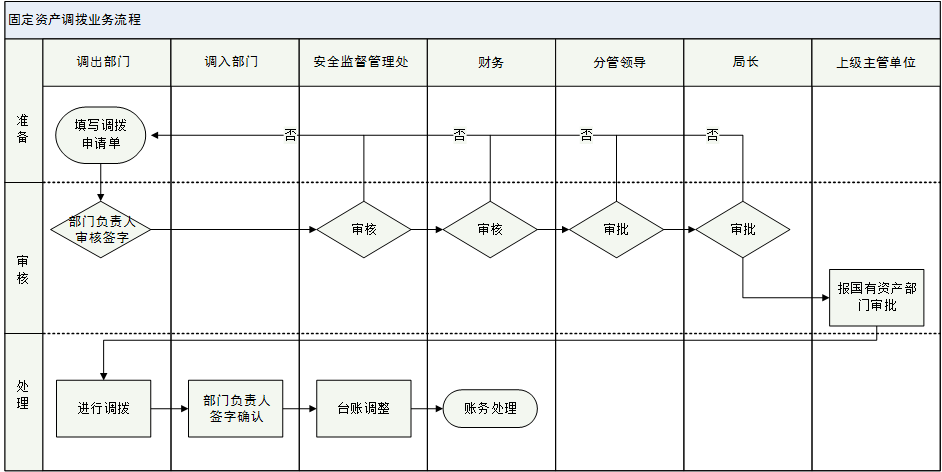 固定资产调拨业务流程
调出部门
调入部门
安全监督管理处
财务
分管领导
局长
上级主管单位
准
备
填写调拨
申请单
否
否
否
否
审
核
部门负责人
审核签字
审核
审核
审批
审批
报国有资产部
门审批
处
理
进行调拨
部门负责人
签字确认
台账调整
账务处理